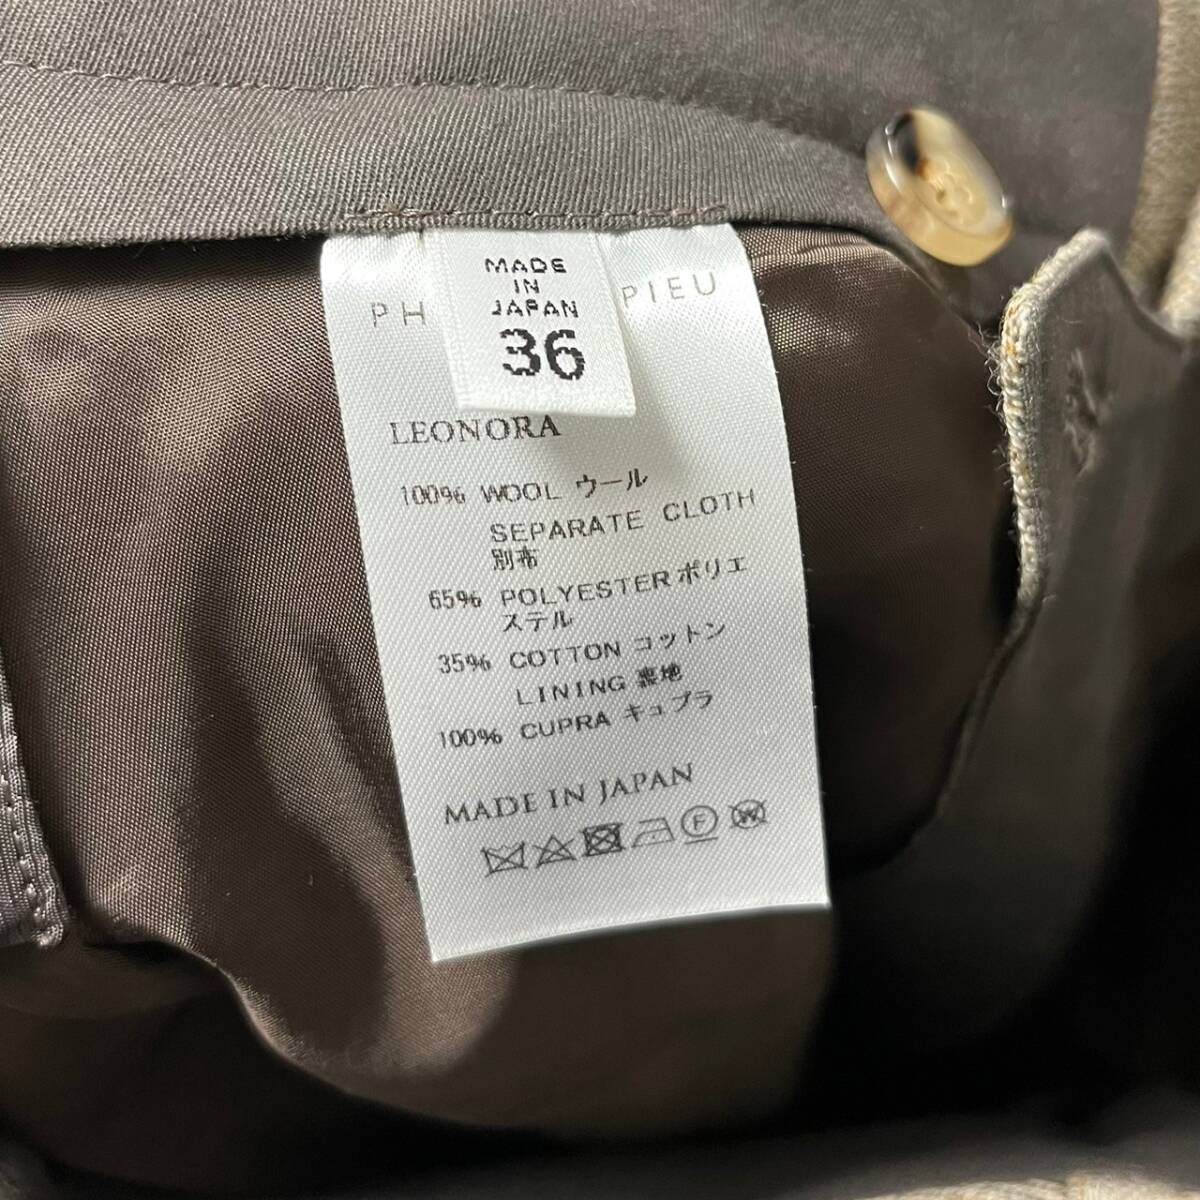 MADE
IN
JAPAN
36
PH PIEU
LEONORA
100% WOOL ウール
SEPARATE CLOTH
別布
65% POLYESTER ポリエ
ステル
35% COTTON コットン
LINING 裏地
100% CUPRA キュプラ
MADE IN JAPAN
F W